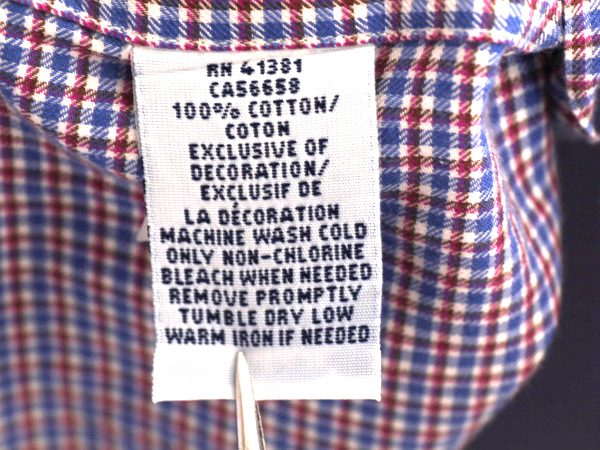 RN 41381
CA56658
100% COTTON/
COTON
EXCLUSIVE OF
DECORATION/
EXCLUSIF DE
LA DÉCORATION
MACHINE WASH COLD
ONLY NON-CHLORINE
BLEACH WHEN NEEDED
REMOVE PROMPTLY
TUMBLE DRY LOW
WARM IRON IF NEEDED